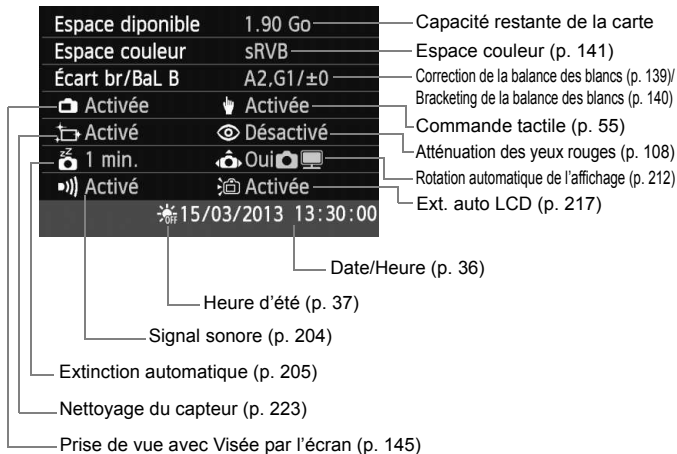 Espace diponible 1.90 Go Capacité restante de la carte
Espace couleur sRVB Espace couleur (p. 141)
Écart br/BaL B A2,G1/±0 Correction de la balance des blancs (p. 139)/
Bracketing de la balance des blancs (p. 140)
Activée Activée Commande tactile (p. 55)
Activé Désactivé Atténuation des yeux rouges (p. 108)
1 min. Oui Rotation automatique de l'affichage (p. 212)
Activé Activée Ext. auto LCD (p. 217)
OFF 15/03/2013 13:30:00
Date/Heure (p. 36)
Heure d'été (p. 37)
Signal sonore (p. 204)
Extinction automatique (p. 205)
Nettoyage du capteur (p. 223)
Prise de vue avec Visée par l'écran (p. 145)